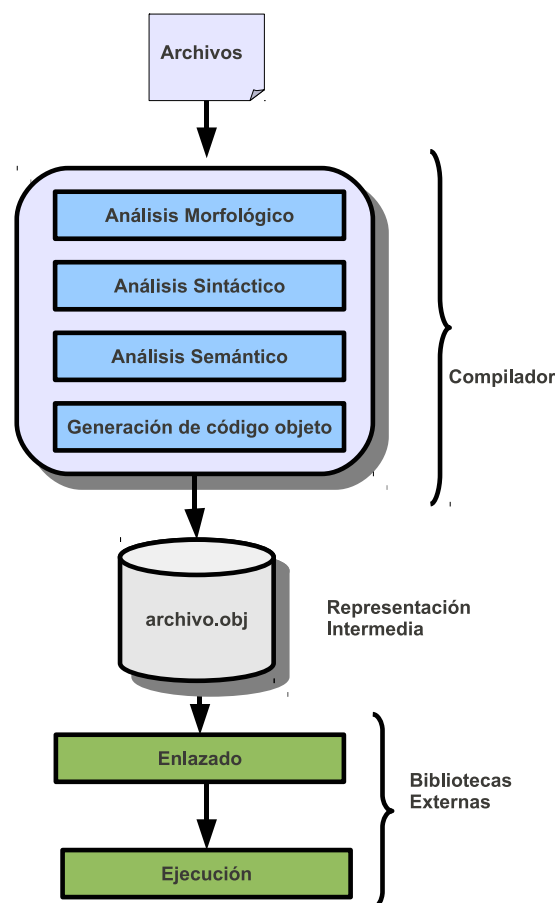 Archivos
Análisis Morfológico
Análisis Sintáctico
Análisis Semántico
Compilador
Generación de código objeto
archivo.obj
Representación
Intermedia
Enlazado
Bibliotecas
Externas
Ejecución